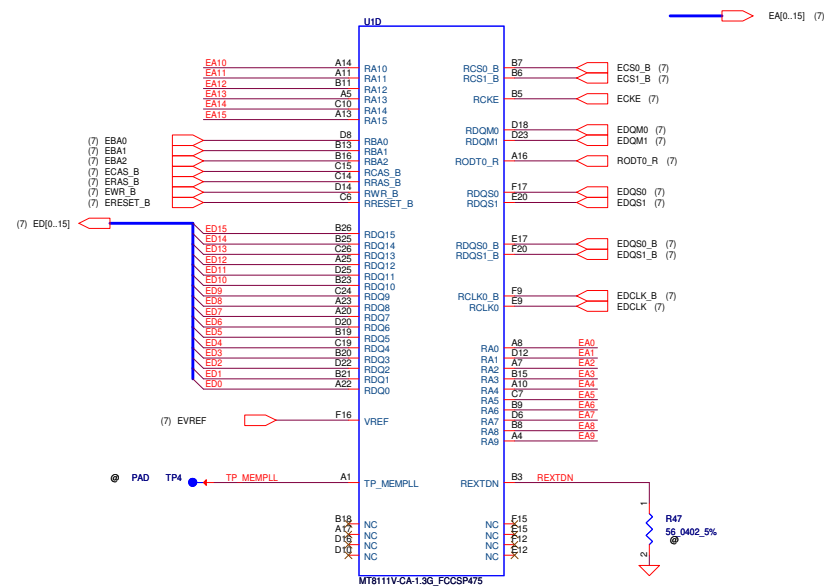 U1D
EA[0..15] (7)
EA10 A14 RA10
EA11 A11 RA11
EA12 B11 RA12
EA13 A5 RA13
EA14 C10 RA14
EA15 A13 RA15
RCS0_B B7 ECS0_B (7)
RCS1_B B6 ECS1_B (7)
RCKE B5 ECKE (7)
RDQM0 D18 EDQM0 (7)
RDQM1 D23 EDQM1 (7)
RODT0_R A16 RODT0_R (7)
(7) EBA0 D8 RBA0
(7) EBA1 B13 RBA1
(7) EBA2 B16 RBA2
(7) ECAS_B C15 RCAS_B
(7) ERAS_B C14 RRAS_B
(7) EWR_B D14 RWR_B
(7) ERESET_B C6 RRESET_B
RDQS0 F17 EDQS0 (7)
RDQS1 E20 EDQS1 (7)
(7) ED[0..15]
ED15 B26 RDQ15
ED14 B25 RDQ14
ED13 C26 RDQ13
ED12 A25 RDQ12
ED11 D25 RDQ11
ED10 B23 RDQ10
ED9 C24 RDQ9
ED8 A23 RDQ8
ED7 A20 RDQ7
ED6 D20 RDQ6
ED5 B19 RDQ5
ED4 C19 RDQ4
ED3 B20 RDQ3
ED2 D22 RDQ2
ED1 B21 RDQ1
ED0 A22 RDQ0
RDQS0_B E17 EDQS0_B (7)
RDQS1_B F20 EDQS1_B (7)
RCLK0_B F9 EDCLK_B (7)
RCLK0 E9 EDCLK (7)
RA0 A8 EA0
RA1 D12 EA1
RA2 A7 EA2
RA3 B15 EA3
RA4 A10 EA4
RA5 C7 EA5
RA6 B9 EA6
RA7 D6 EA7
RA8 B8 EA8
RA9 A4 EA9
(7) EVREF F16 VREF
@ PAD TP4 TP_MEMPLL A1 TP_MEMPLL
REXTDN B3 REXTDN
1
R47
56_0402_5%
@
2
B18 NC
A17 NC
D16 NC
D10 NC
NC
NC
NC
NC E12
MT8111V-CA-1.3G_FCCSP475